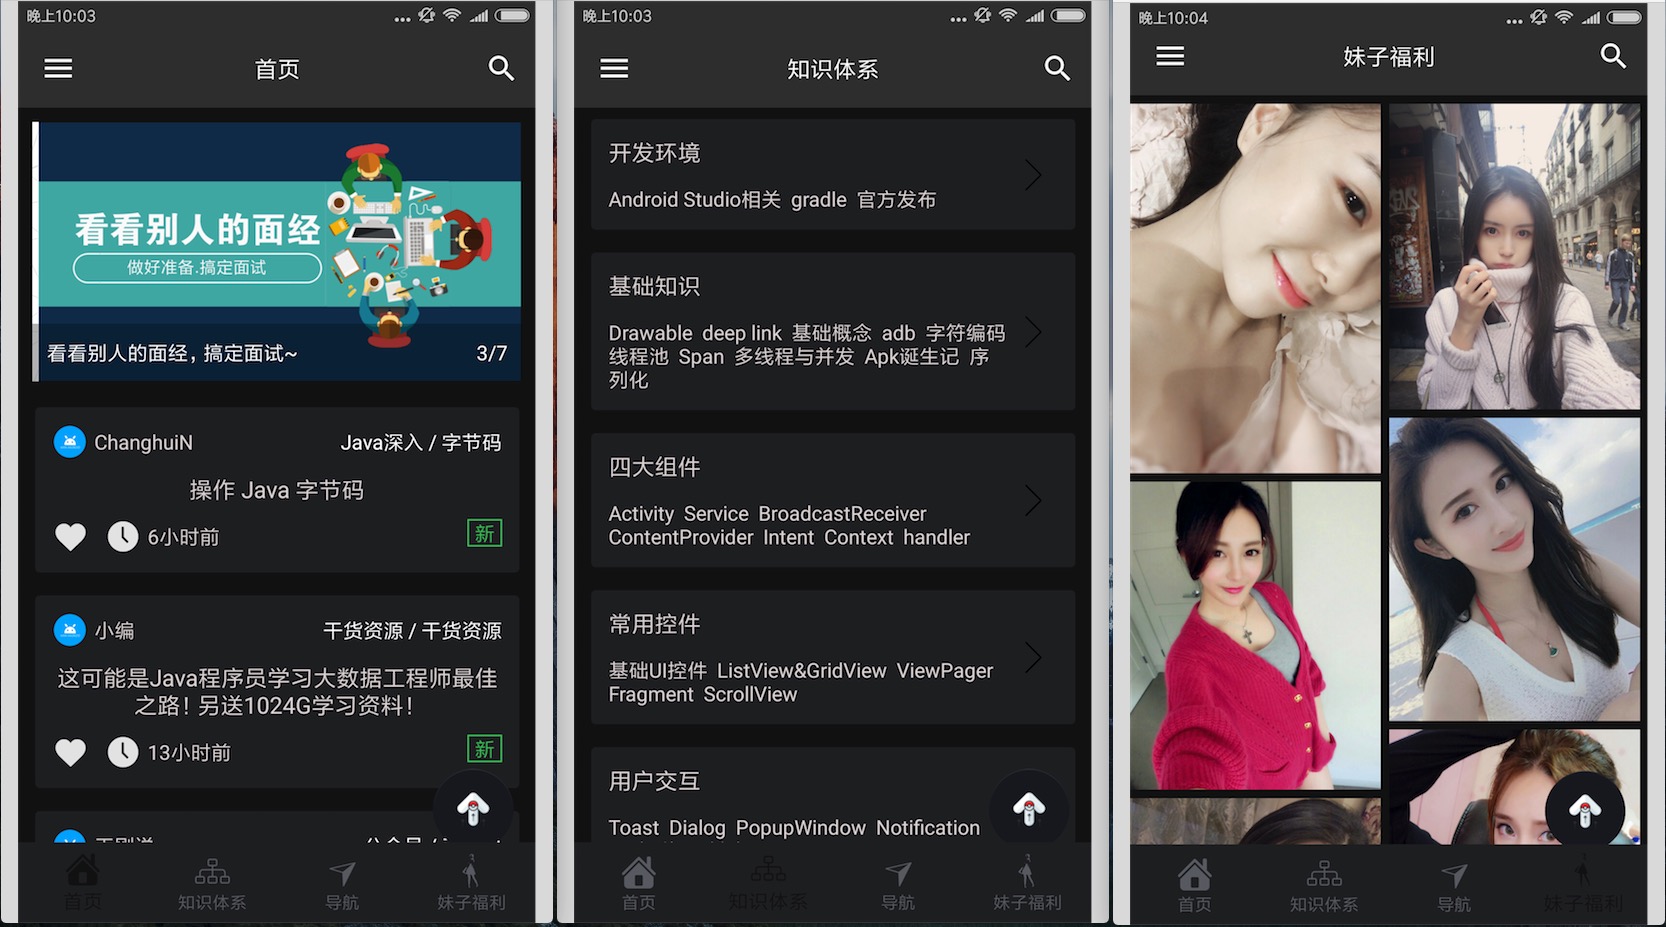 晚上10:03
首页
看看别人的面经
做好准备.搞定面试
看看别人的面经，搞定面试~
3/7
ChanghuiN
Java深入 / 字节码
操作 Java 字节码
6小时前
新
小编
干货资源 / 干货资源
这可能是Java程序员学习大数据工程师最佳
之路！另送1024G学习资料！
13小时前
新
首页
知识体系
导航
妹子福利
晚上10:03
知识体系
开发环境
Android Studio相关 gradle 官方发布
基础知识
Drawable deep link 基础概念 adb 字符编码
线程池 Span 多线程与并发 Apk诞生记 序
列化
四大组件
Activity Service BroadcastReceiver
ContentProvider Intent Context handler
常用控件
基础UI控件 ListView&GridView ViewPager
Fragment ScrollView
用户交互
Toast Dialog PopupWindow Notification
首页
知识体系
导航
妹子福利
晚上10:04
妹子福利
首页
知识体系
导航
妹子福利